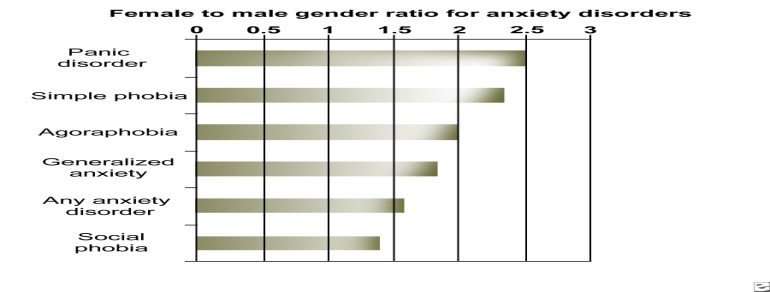 Female to male gender ratio for anxiety disorders
0 0.5 1 1.5 2 2.5 3
Panic
disorder
Simple phobia
Agoraphobia
Generalized
anxiety
Any anxiety
disorder
Social
phobia